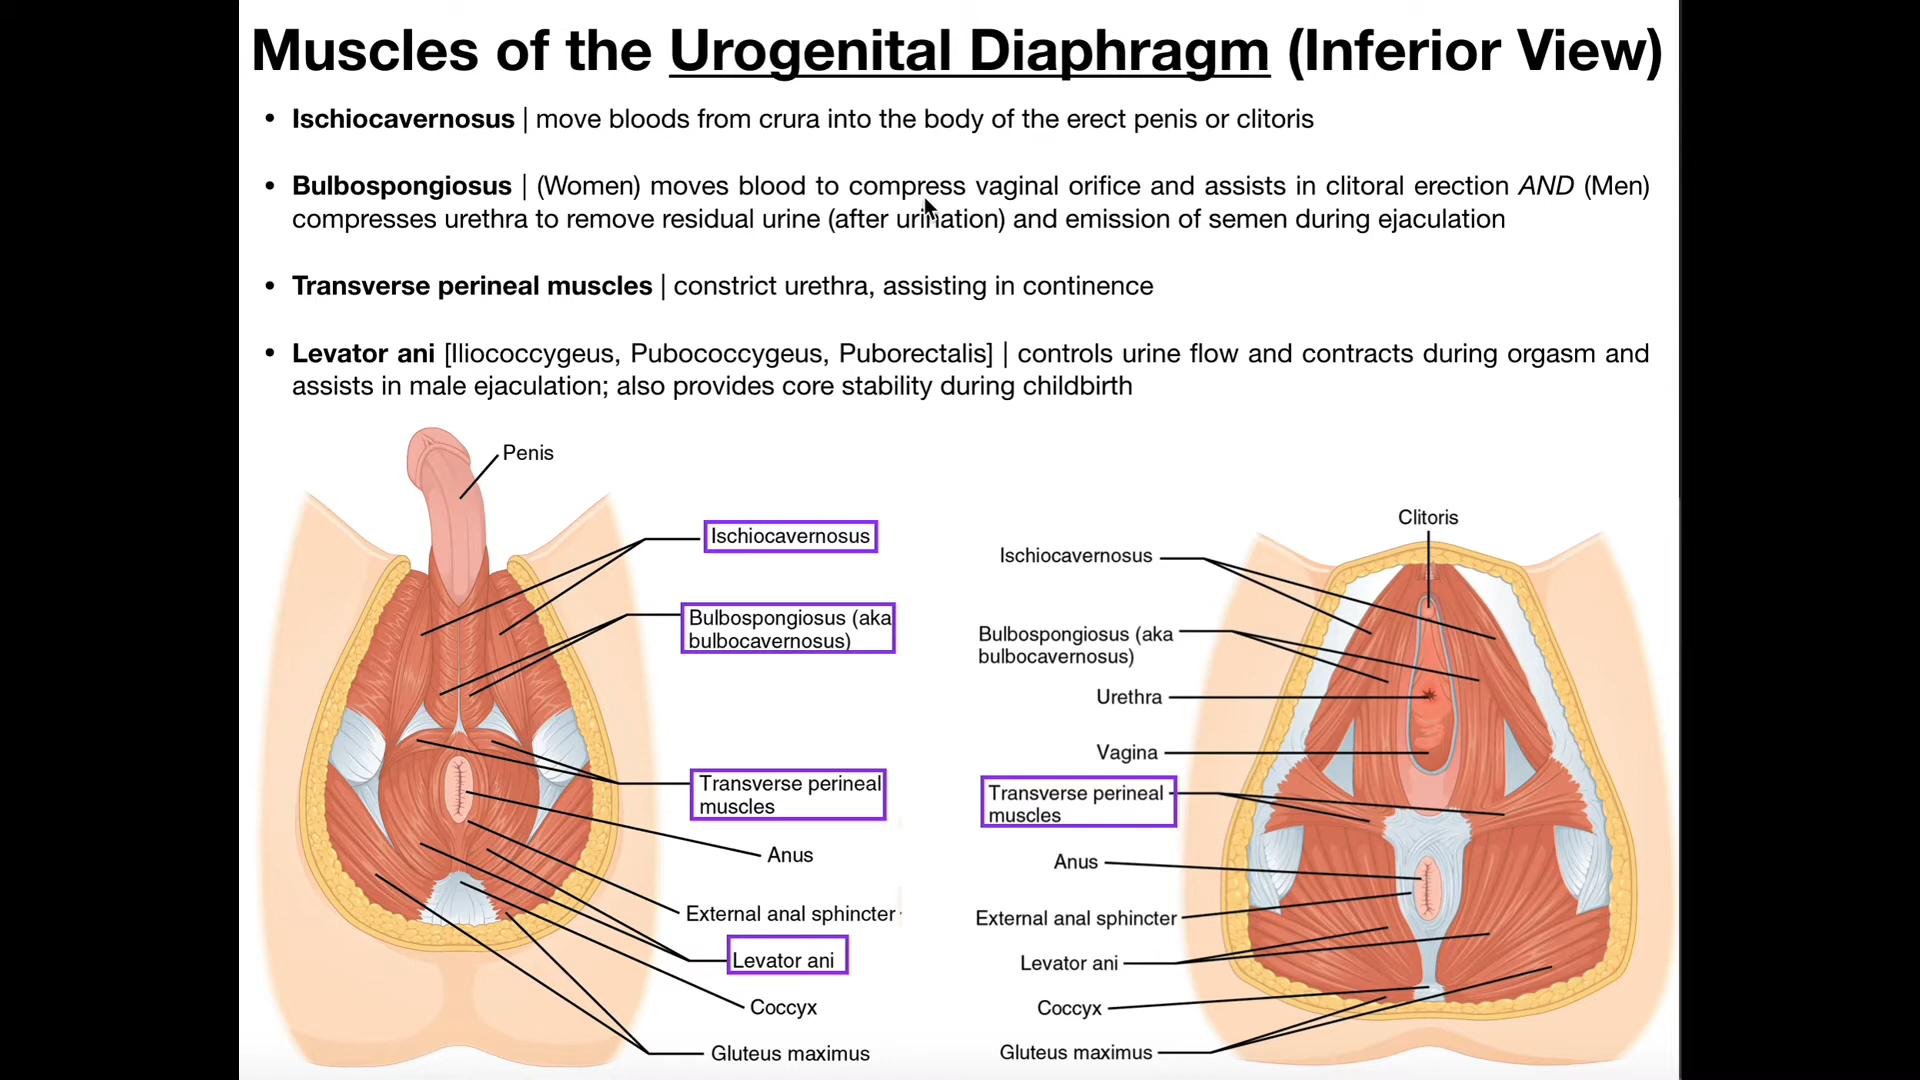 Muscles of the Urogenital Diaphragm (Inferior View)
• Ischiocavernosus | move bloods from crura into the body of the erect penis or clitoris
• Bulbospongiosus | (Women) moves blood to compress vaginal orifice and assists in clitoral erection AND (Men)
compresses urethra to remove residual urine (after urination) and emission of semen during ejaculation
• Transverse perineal muscles | constrict urethra, assisting in continence
• Levator ani [Iliococcygeus, Pubococcygeus, Puborectalis] | controls urine flow and contracts during orgasm and
assists in male ejaculation; also provides core stability during childbirth
Penis
Ischiocavernosus
Bulbospongiosus (aka
bulbocavernosus)
Transverse perineal
muscles
Anus
External anal sphincter
Levator ani
Coccyx
Gluteus maximus
Clitoris
Ischiocavernosus
Bulbospongiosus (aka
bulbocavernosus)
Urethra
Vagina
Transverse perineal
muscles
Anus
External anal sphincter
Levator ani
Coccyx
Gluteus maximus